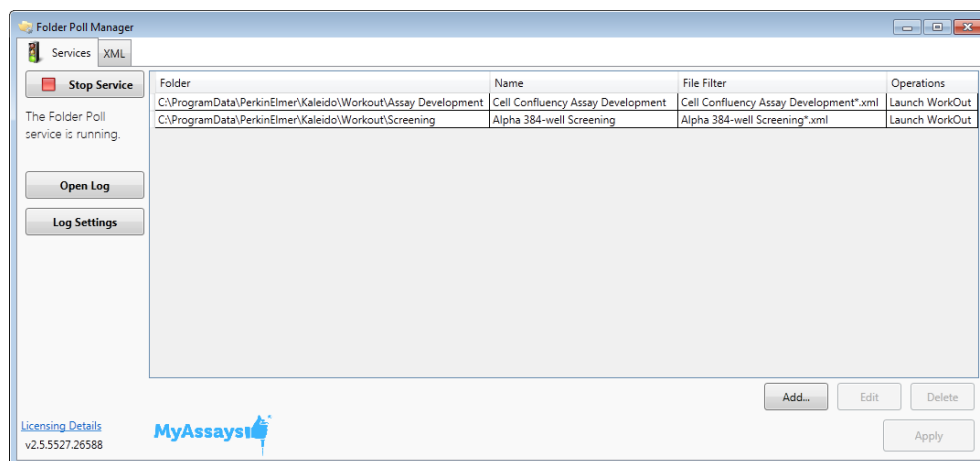 Folder Poll Manager
Services XML
Stop Service
The Folder Poll
service is running.
Open Log
Log Settings
Folder Name File Filter Operations
C:\ProgramData\PerkinElmer\Kaleido\Workout\Assay Development Cell Confluency Assay Development Cell Confluency Assay Development*.xml Launch WorkOut
C:\ProgramData\PerkinElmer\Kaleido\Workout\Screening Alpha 384-well Screening Alpha 384-well Screening*.xml Launch WorkOut
Add... Edit Delete
Licensing Details
v2.5.5527.26588
MyAssays
Apply